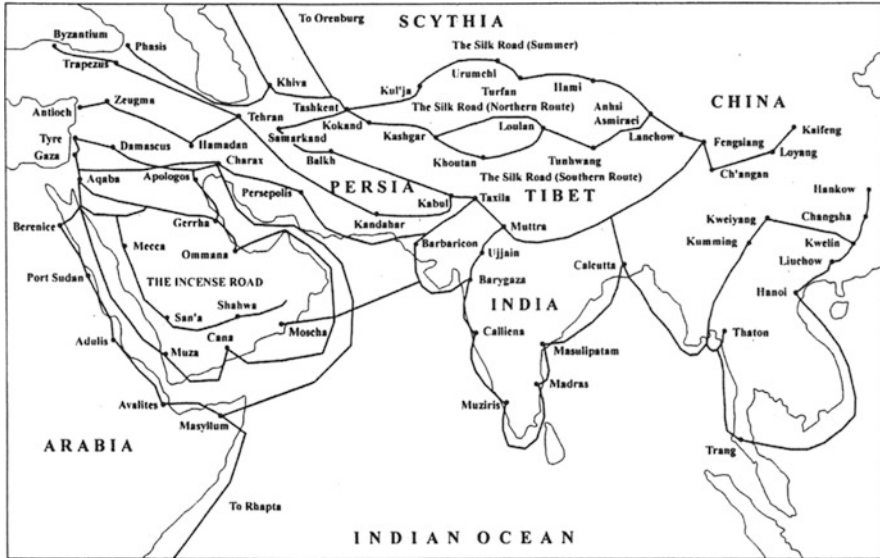 To Orenburg
SCYTHIA
Byzantium
Phasis
The Silk Road (Summer)
Trapezus
Khiva
Kul'ja
Urumchi
Turfan
Hami
Antioch
Zeugma
Tashkent
The Silk Road (Northern Route)
Anhsi
Asmiraei
CHINA
Tehran
Kokand
Samarkand
Kashgar
Loulan
Lanchow
Fengsiang
Kaifeng
Tyre
Damascus
Hamadan
Balkh
Khoutan
Tunhwang
Loyang
Gaza
Charax
The Silk Road (Southern Route)
Ch'angan
Aqaba
Apologos
Persepolis
PERSIA
Kabul
Taxila
TIBET
Hankow
Berenice
Gerrha
Kandahar
Muttra
Kweiyang
Changsha
Mecca
Ommana
Barbaricon
Ujjain
Kumming
Kwelin
Port Sudan
THE INCENSE ROAD
Barygaza
Calcutta
Liuchow
Shahwa
INDIA
Hanoi
San'a
Moscha
Adulis
Muza
Cana
Calliena
Masulipatam
Thaton
Avalites
Muziris
Madras
Masyllum
ARABIA
Trang
To Rhapta
INDIAN OCEAN